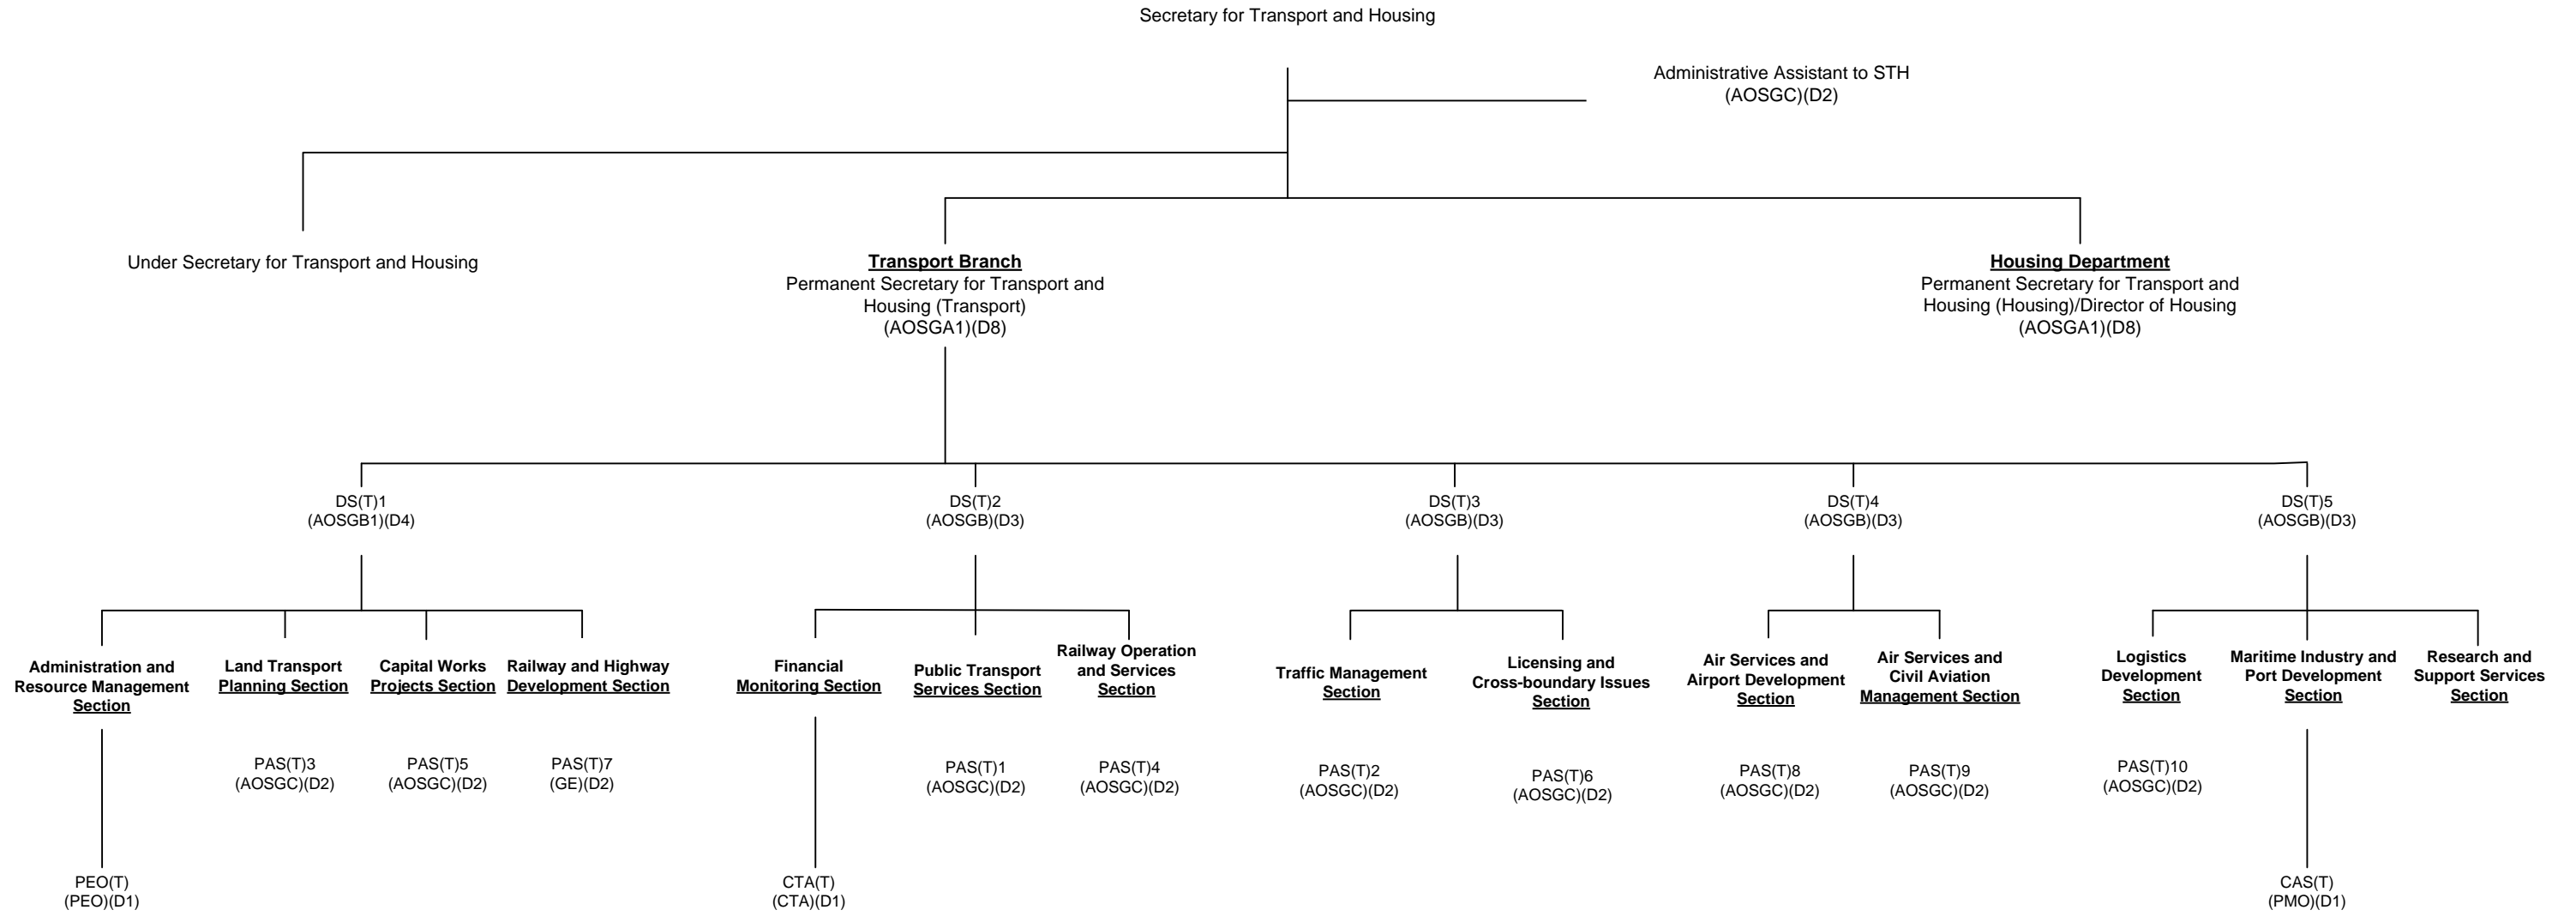 Secretary for Transport and Housing
Administrative Assistant to STH
(AOSGC)(D2)
Under Secretary for Transport and Housing
Transport Branch
Permanent Secretary for Transport and
Housing (Transport)
(AOSGA1)(D8)
Housing Department
Permanent Secretary for Transport and
Housing (Housing)/Director of Housing
(AOSGA1)(D8)
DS(T)1
(AOSGB1)(D4)
DS(T)2
(AOSGB)(D3)
DS(T)3
(AOSGB)(D3)
DS(T)4
(AOSGB)(D3)
DS(T)5
(AOSGB)(D3)
Administration and
Resource Management
Section
Land Transport
Planning Section
Capital Works
Projects Section
Railway and Highway
Development Section
Financial
Monitoring Section
Public Transport
Services Section
Railway Operation
and Services
Section
Traffic Management
Section
Licensing and
Cross-boundary Issues
Section
Air Services and
Airport Development
Section
Air Services and
Civil Aviation
Management Section
Logistics
Development
Section
Maritime Industry and
Port Development
Section
Research and
Support Services
Section
PAS(T)3
(AOSGC)(D2)
PAS(T)5
(AOSGC)(D2)
PAS(T)7
(GE)(D2)
PAS(T)1
(AOSGC)(D2)
PAS(T)4
(AOSGC)(D2)
PAS(T)2
(AOSGC)(D2)
PAS(T)6
(AOSGC)(D2)
PAS(T)8
(AOSGC)(D2)
PAS(T)9
(AOSGC)(D2)
PAS(T)10
(AOSGC)(D2)
PEO(T)
(PEO)(D1)
CTA(T)
(CTA)(D1)
CAS(T)
(PMO)(D1)